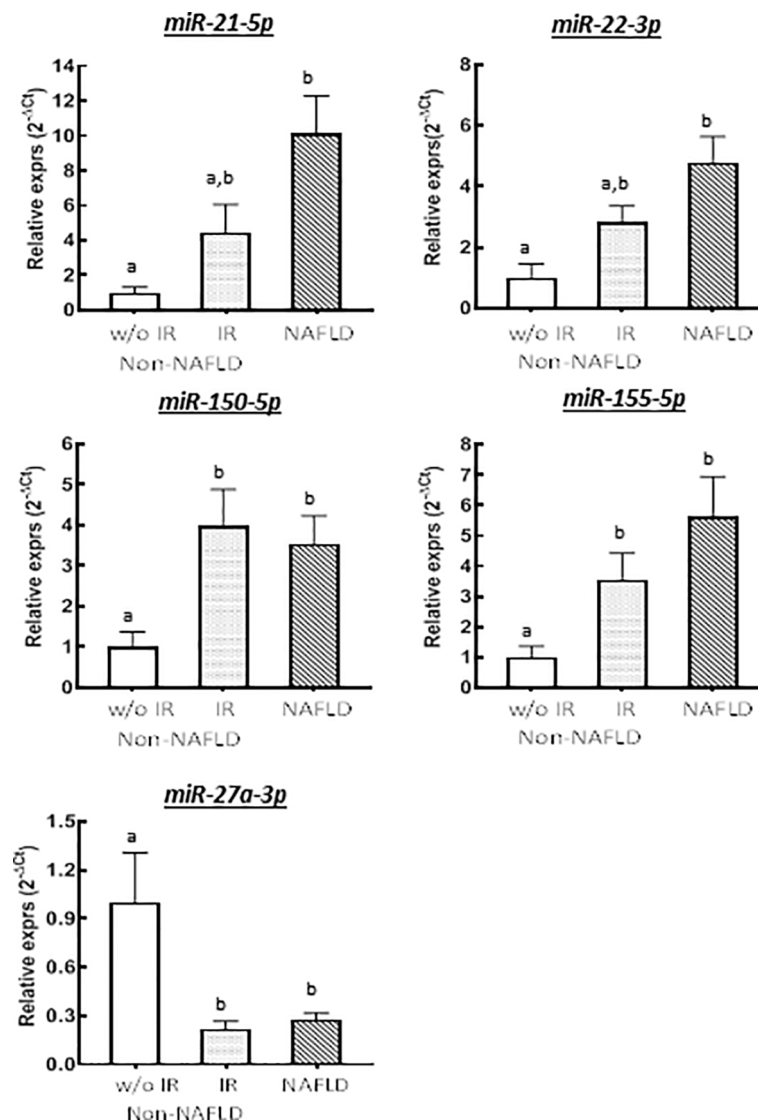 miR-21-5p
Relative exprs (2^-ΔCt)
14
12
10
8
6
4
2
0
a
a,b
b
w/o IR IR NAFLD
Non-NAFLD
miR-22-3p
Relative exprs(2^-ΔCt)
8
6
4
2
0
a
a,b
b
w/o IR IR NAFLD
Non-NAFLD
miR-150-5p
Relative exprs (2^-ΔCt)
6
5
4
3
2
1
0
a
b
b
w/o IR IR NAFLD
Non-NAFLD
miR-155-5p
Relative exprs (2^-ΔCt)
8
7
6
5
4
3
2
1
0
a
b
b
w/o IR IR NAFLD
Non-NAFLD
miR-27a-3p
Relative exprs (2^-ΔCt)
1.5
1.2
0.9
0.6
0.3
0.0
a
b
b
w/o IR IR NAFLD
Non-NAFLD